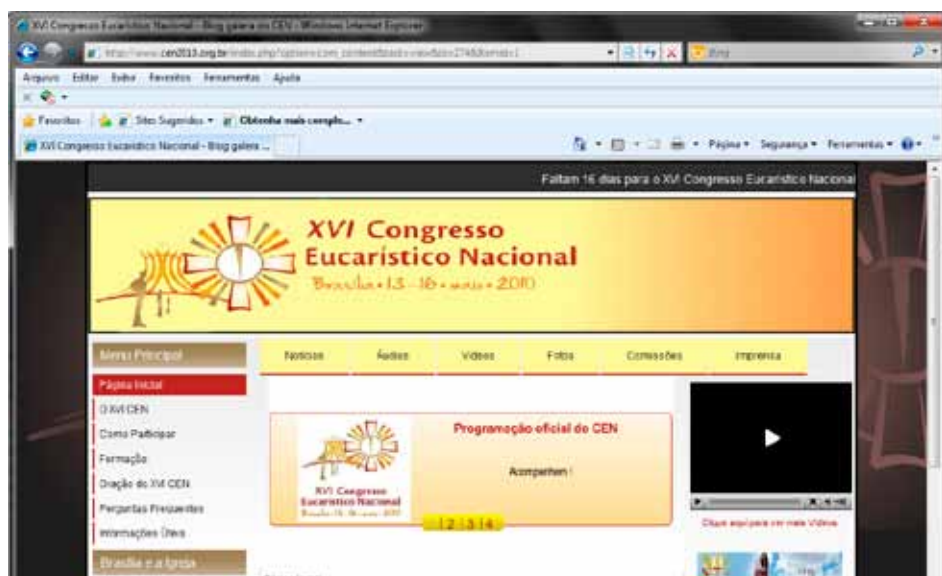 XVI Congresso Eucarístico Nacional - Blog galera do CEN - Windows Internet Explorer
Arquivo Editar Exibir Favoritos Ferramentas Ajuda
Favoritos Sites Sugeridos Obtenha mais comple...
XVI Congresso Eucarístico Nacional - Blog galera ...
Página Segurança Ferramentas
Faltam 16 dias para o XVI Congresso Eucarístico Nacional
XVI Congresso
Eucarístico Nacional
Brasília • 13 - 16 • maio • 2010
Menu Principal
Notícias Áudios Vídeos Fotos Comissões Imprensa
Página Inicial
O XVI CEN
Como Participar
Formação
Oração do XVI CEN
Perguntas Frequentes
Informações Úteis
Brasília e a Igreja
Programação oficial do CEN
Acompanhem !
XVI Congresso
Eucarístico Nacional
| 2 | 3 | 4 |
Clique aqui para ver mais Vídeos